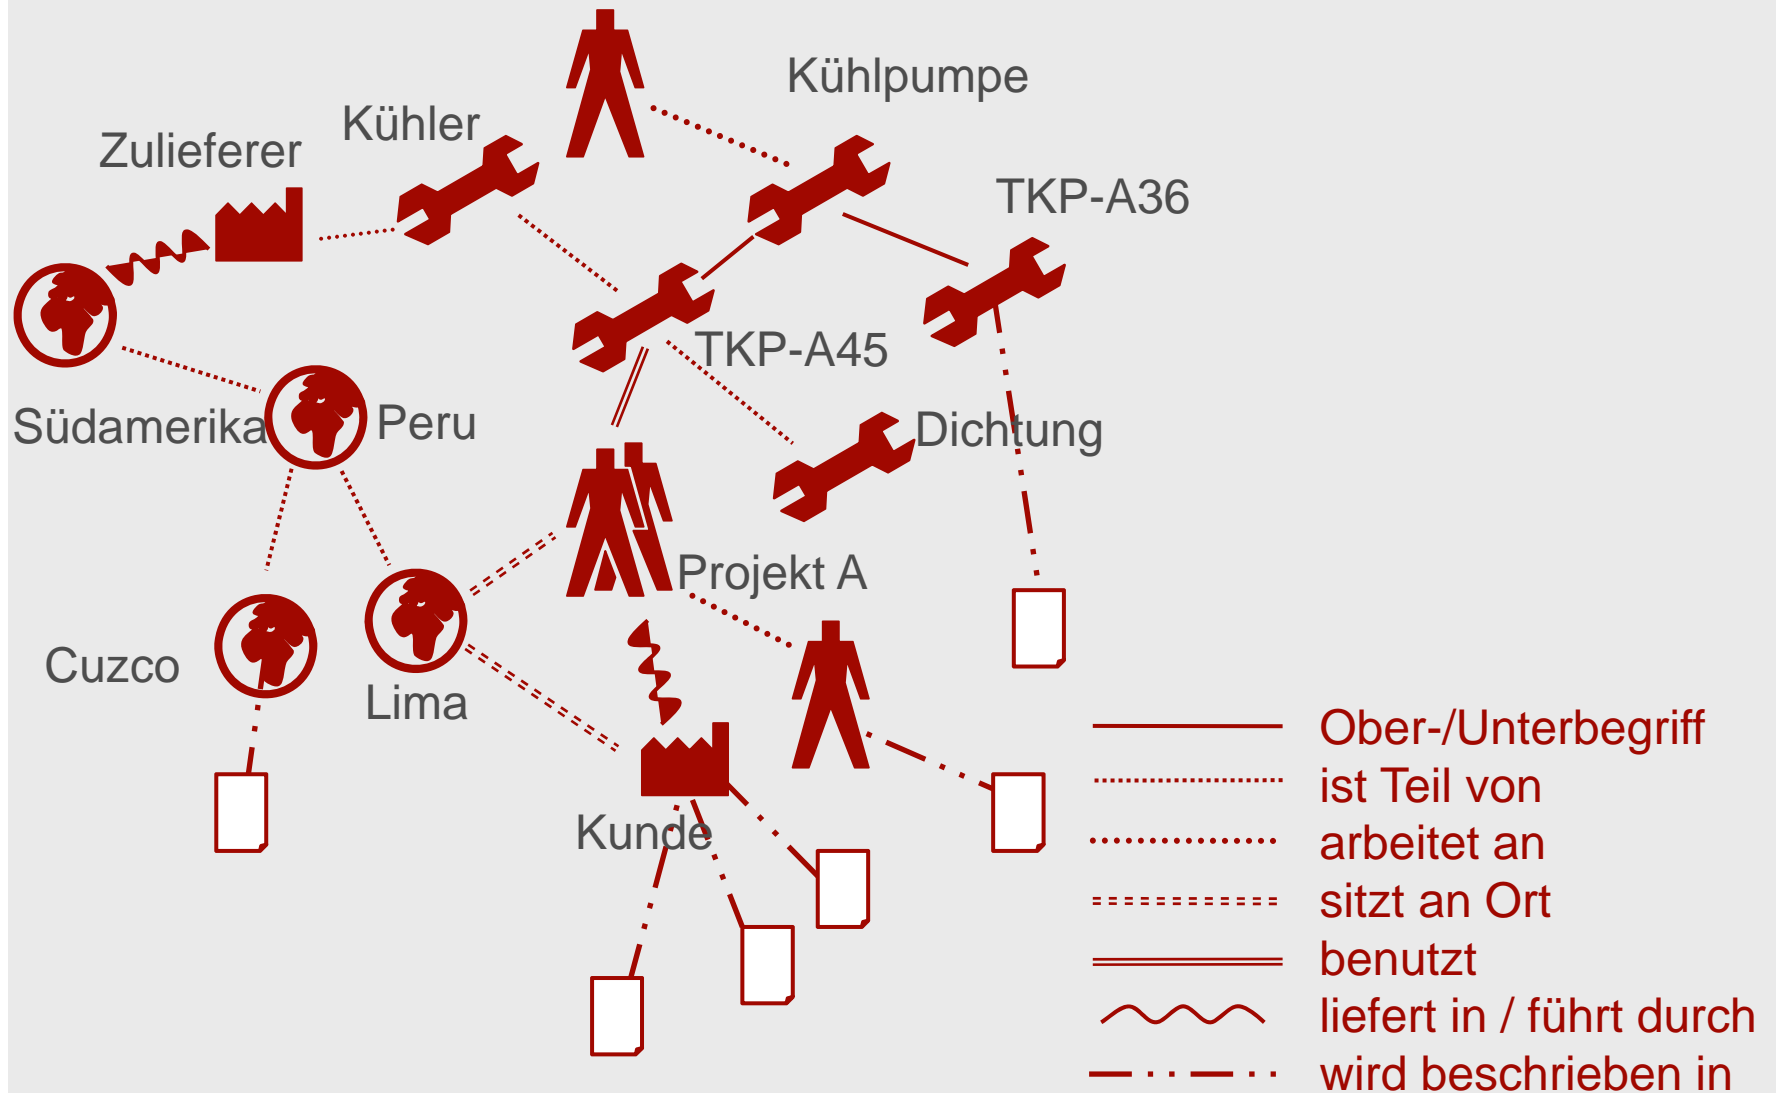 Kühlpumpe
Kühler
Zulieferer
TKP-A36
TKP-A45
Südamerika
Peru
Dichtung
Projekt A
Cuzco
Lima
Kunde
Ober-/Unterbegriff
ist Teil von
arbeitet an
sitzt an Ort
benutzt
liefert in / führt durch
wird beschrieben in